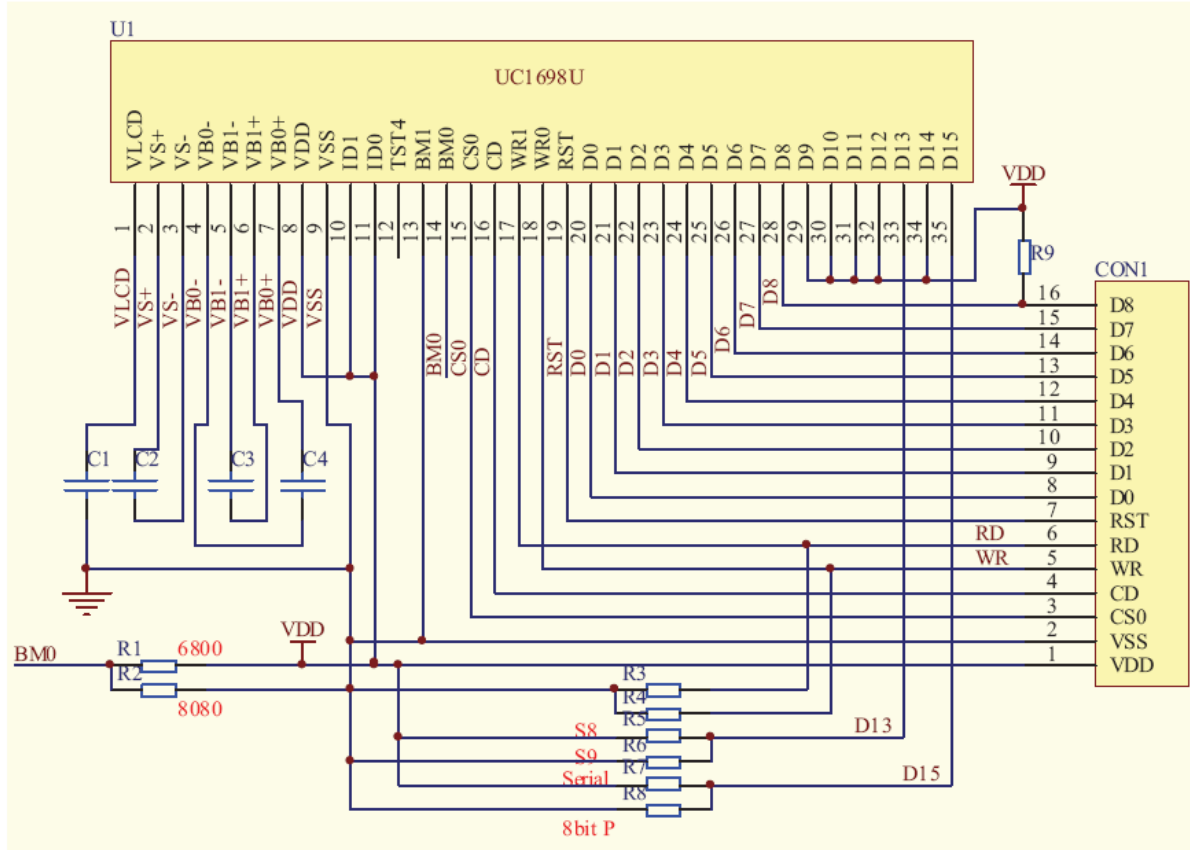 U1
UC1698U
VLCD
VS+
VS-
VB0-
VB1-
VB1+
VB0+
VDD
VSS
ID1
ID0
TST4
BM1
BM0
CS0
CD
WR1
WR0
RST
D0
D1
D2
D3
D4
D5
D6
D7
D8
D9
D10
D11
D12
D13
D14
D15
1
2
3
4
5
6
7
8
9
10
11
12
13
14
15
16
17
18
19
20
21
22
23
24
25
26
27
28
29
30
31
32
33
34
35
VLCD
VS+
VS-
VB0-
VB1-
VB1+
VB0+
VDD
VSS
BM0
CS0
CD
RST
D0
D1
D2
D3
D4
D5
D6
D7
D8
VDD
R9
CON1
16 D8
15 D7
14 D6
13 D5
12 D4
11 D3
10 D2
9 D1
8 D0
7 RST
RD 6 RD
WR 5 WR
4 CD
3 CS0
2 VSS
1 VDD
C1
C2
C3
C4
VDD
BM0
R1
6800
R2
8080
R3
R4
R5
S8
R6
S9
R7
Serial
R8
8bit P
D13
D15